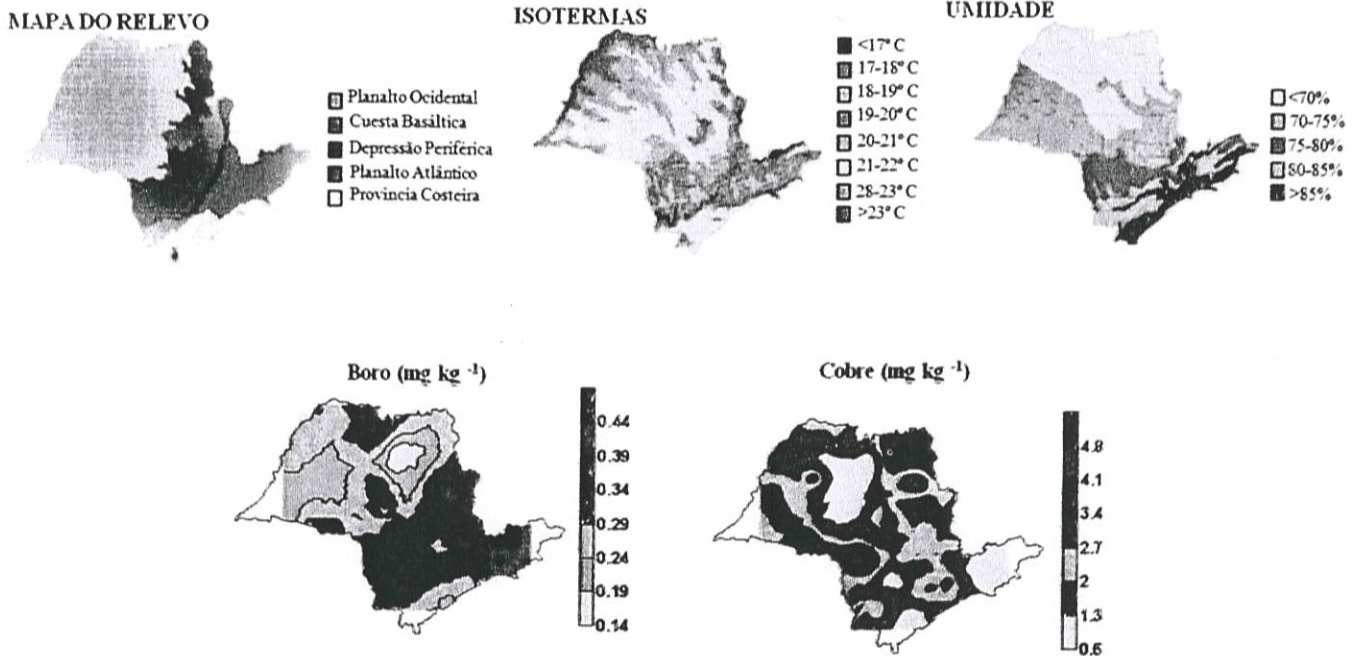 MAPA DO RELEVO
Planalto Ocidental
Cuesta Basáltica
Depressão Periférica
Planalto Atlântico
Provincia Costeira
ISOTERMAS
<17° C
17-18° C
18-19° C
19-20° C
20-21° C
21-22° C
28-23° C
>23° C
UMIDADE
<70%
70-75%
75-80%
80-85%
>85%
Boro (mg kg -1)
0.44
0.39
0.34
0.29
0.24
0.19
0.14
Cobre (mg kg -1)
4.8
4.1
3.4
2.7
2
1.3
0.6